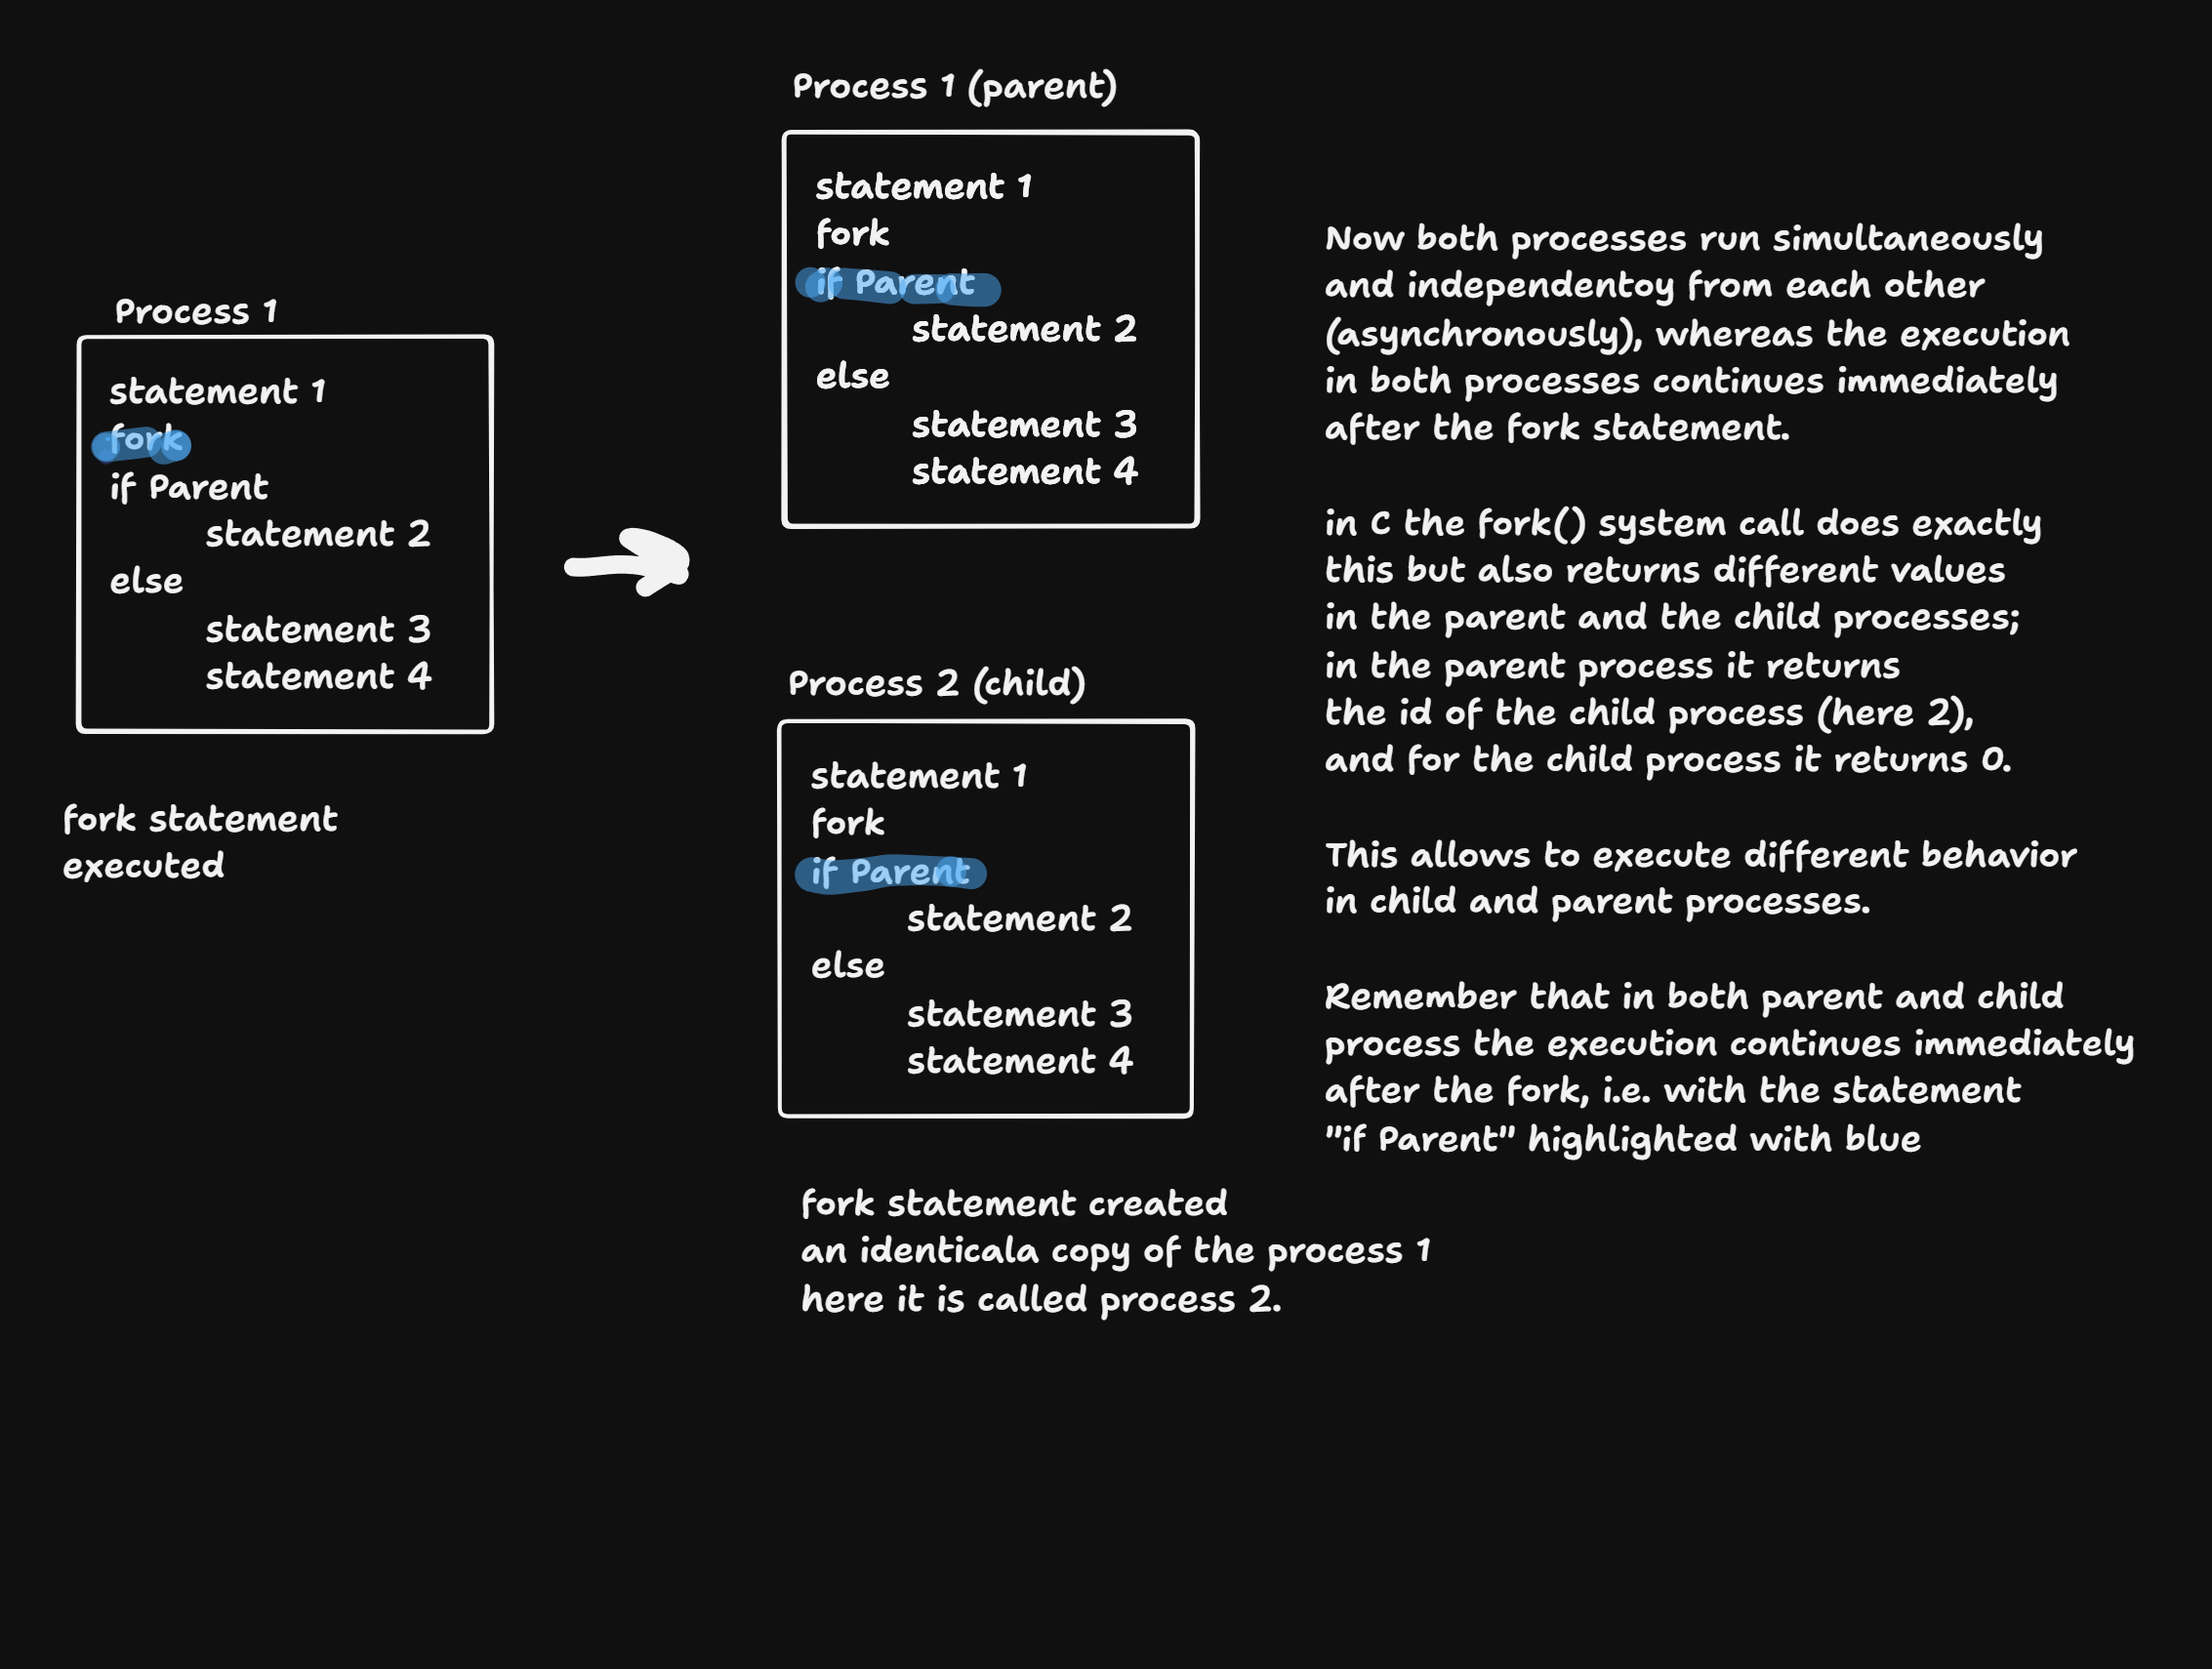 Process 1
statement 1
fork
if Parent
statement 2
else
statement 3
statement 4
fork statement
executed
Process 1 (parent)
statement 1
fork
if Parent
statement 2
else
statement 3
statement 4
Process 2 (child)
statement 1
fork
if Parent
statement 2
else
statement 3
statement 4
fork statement created
an identicala copy of the process 1
here it is called process 2.
Now both processes run simultaneously
and independentoy from each other
(asynchronously), whereas the execution
in both processes continues immediately
after the fork statement.
in C the fork() system call does exactly
this but also returns different values
in the parent and the child processes;
in the parent process it returns
the id of the child process (here 2),
and for the child process it returns 0.
This allows to execute different behavior
in child and parent processes.
Remember that in both parent and child
process the execution continues immediately
after the fork, i.e. with the statement
"if Parent" highlighted with blue